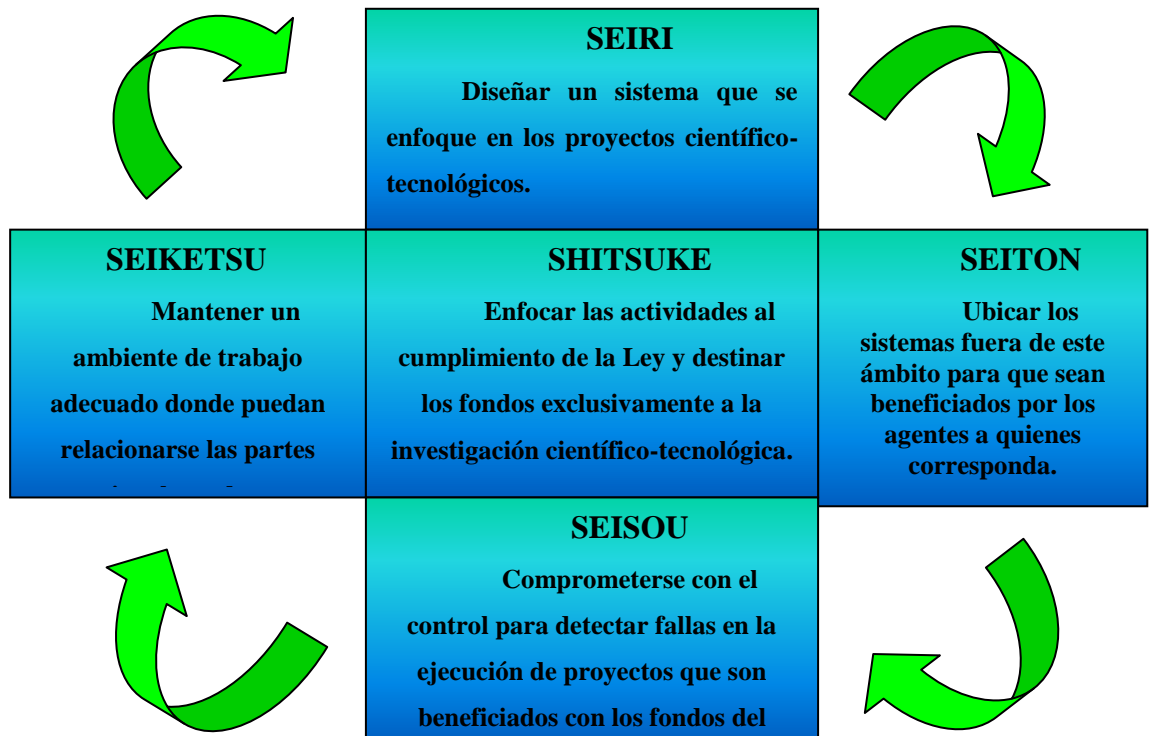 SEIRI
Diseñar un sistema que se
enfoque en los proyectos científico-
tecnológicos.
SEIKETSU
Mantener un
ambiente de trabajo
adecuado donde puedan
relacionarse las partes
SHITSUKE
Enfocar las actividades al
cumplimiento de la Ley y destinar
los fondos exclusivamente a la
investigación científico-tecnológica.
SEITON
Ubicar los
sistemas fuera de este
ámbito para que sean
beneficiados por los
agentes a quienes
corresponda.
SEISOU
Comprometerse con el
control para detectar fallas en la
ejecución de proyectos que son
beneficiados con los fondos del